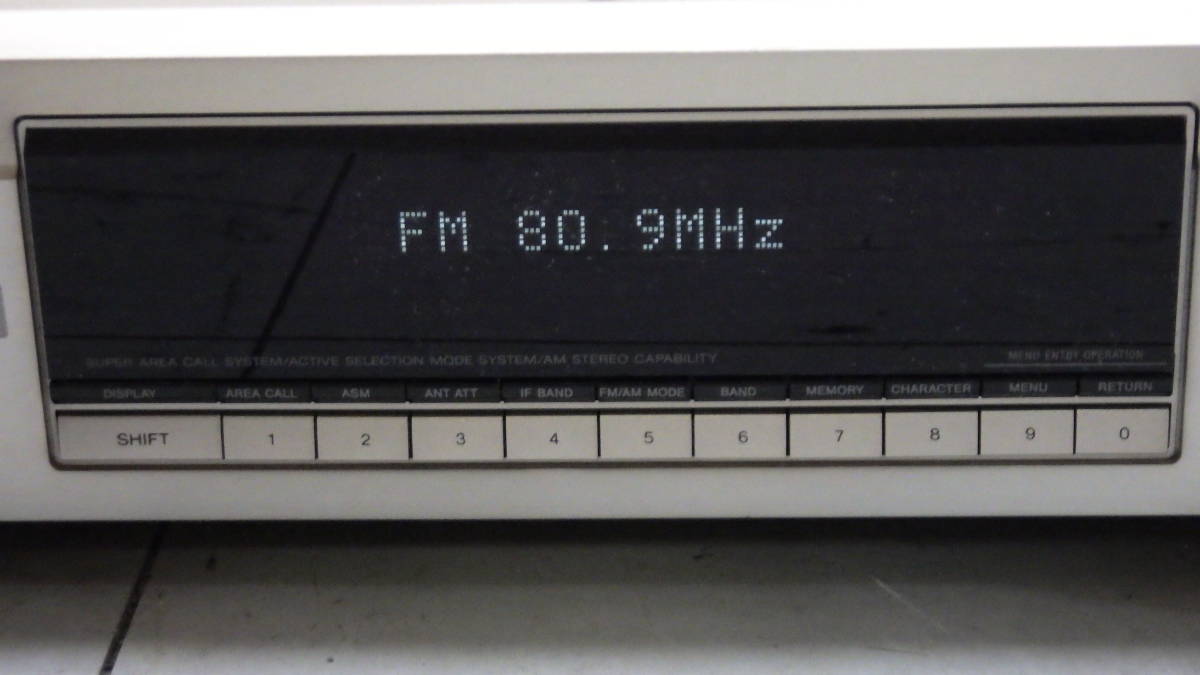 FM 80.9MHz
SUPER AREA CALL SYSTEM/ACTIVE SELECTION MODE SYSTEM/AM STEREO CAPABILITY
MENU ENTRY OPERATION
DISPLAY AREA CALL ASM ANT ATT IF BAND FM/AM MODE BAND MEMORY CHARACTER MENU RETURN
SHIFT 1 2 3 4 5 6 7 8 9 0